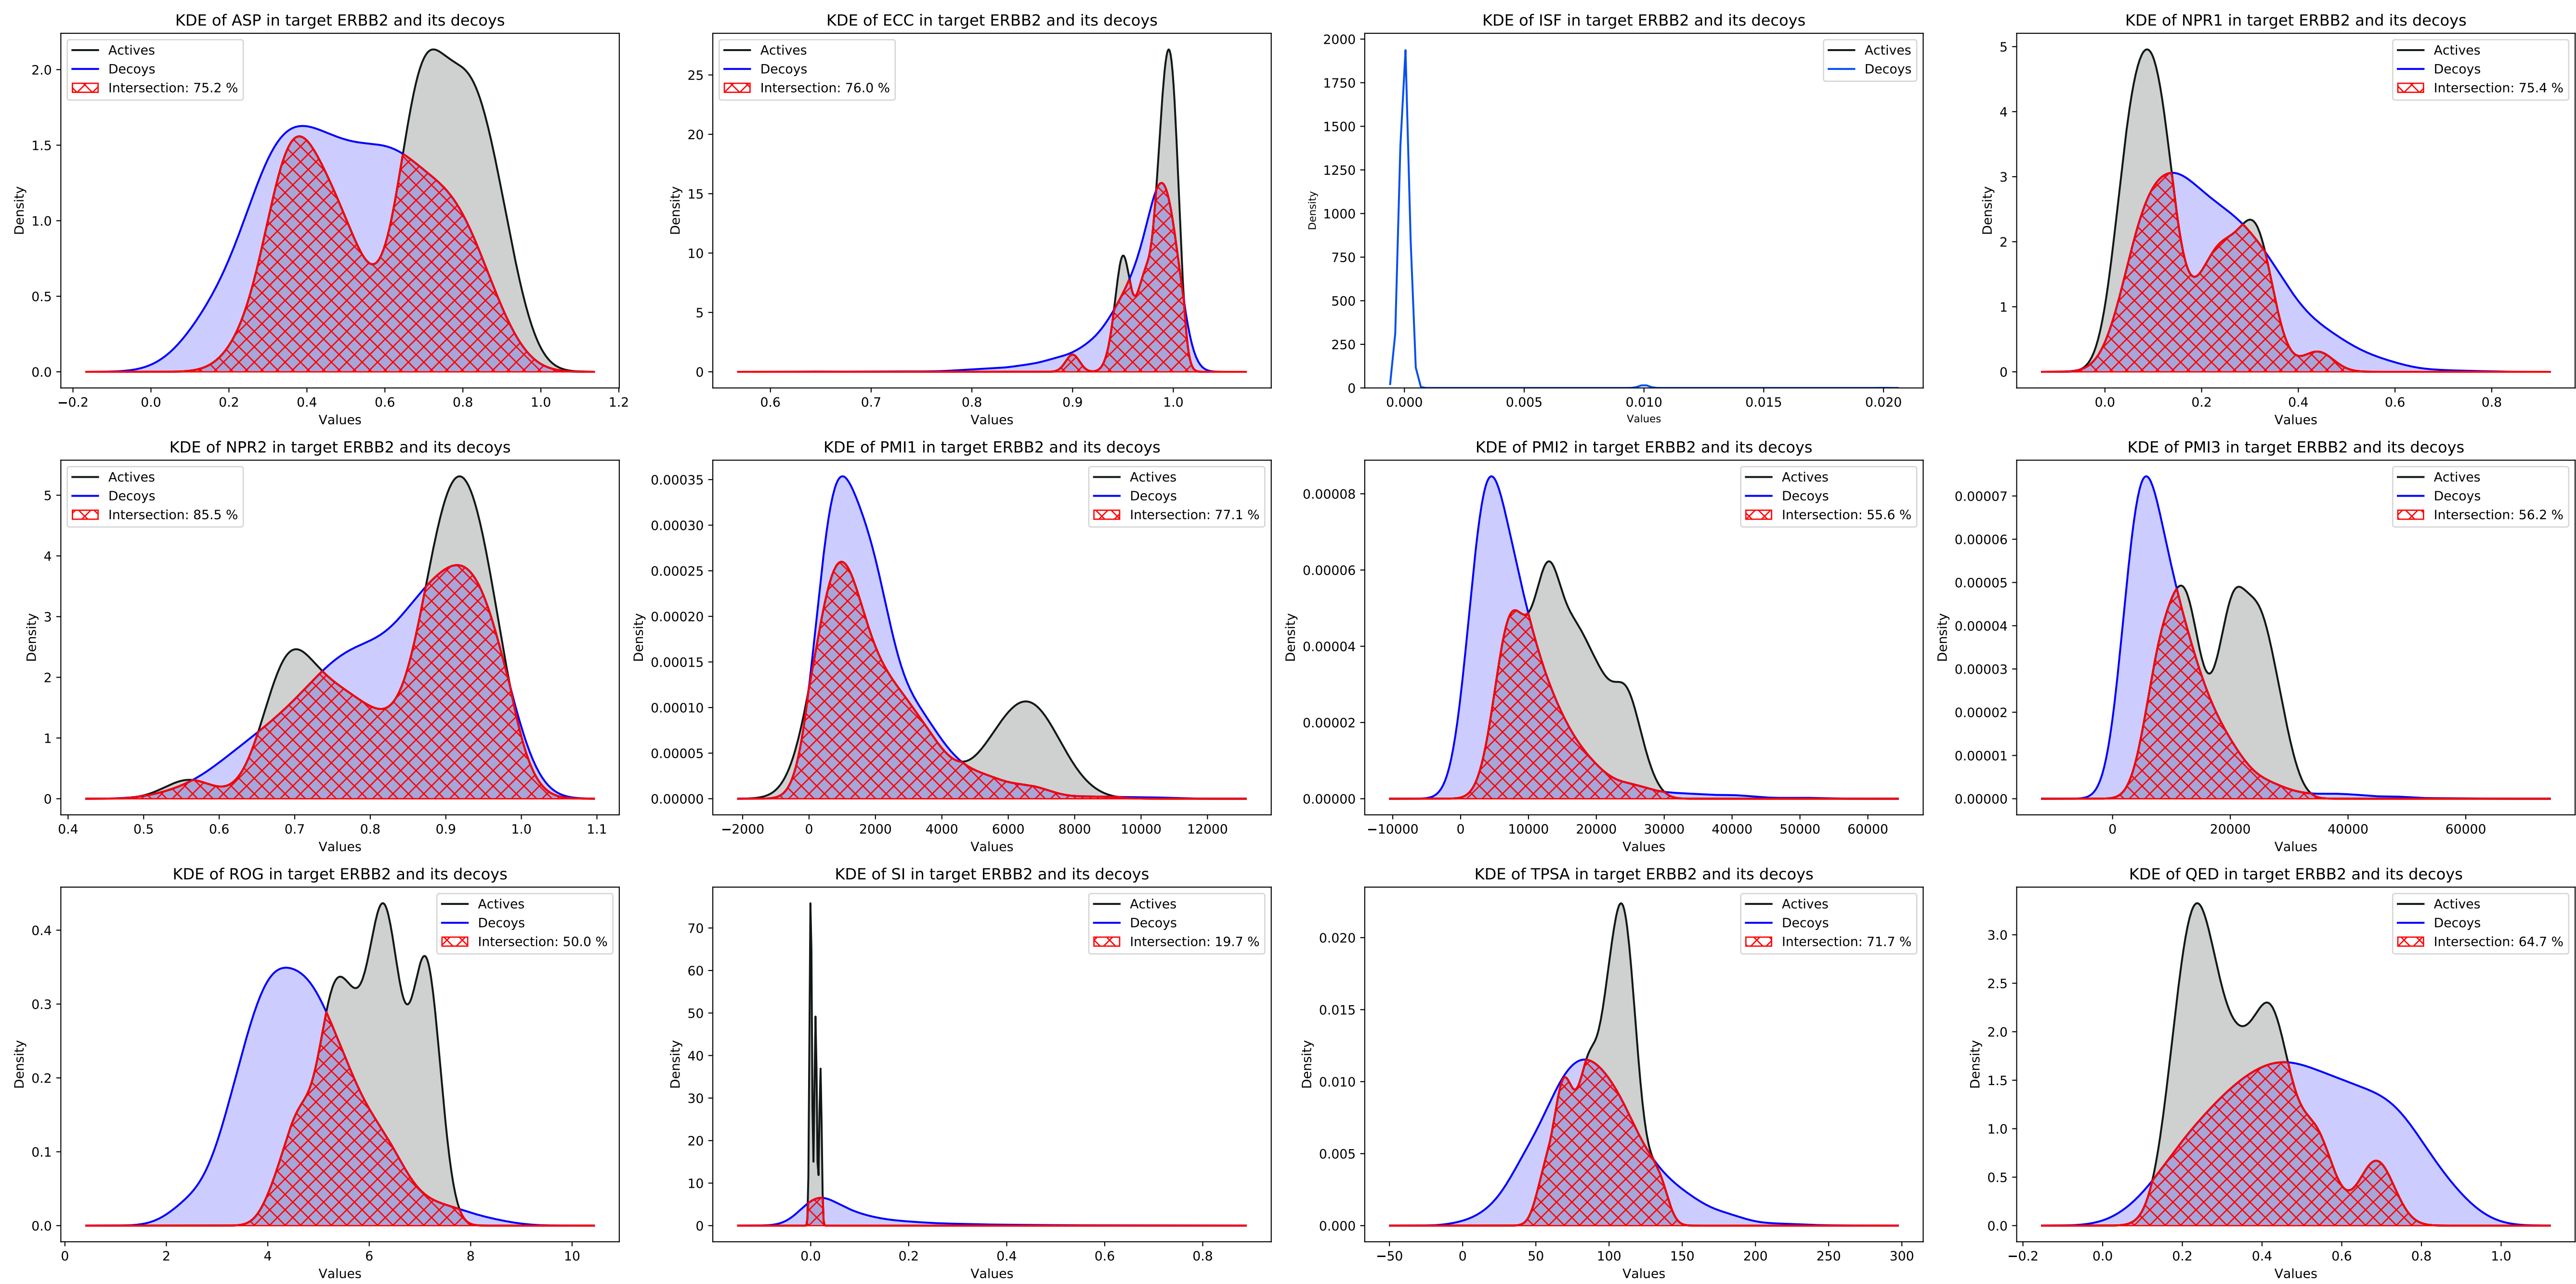 KDE of ASP in target ERBB2 and its decoys
Actives
Decoys
Intersection: 75.2 %
Density
2.0
1.5
1.0
0.5
0.0
−0.2 0.0 0.2 0.4 0.6 0.8 1.0 1.2
Values
KDE of ECC in target ERBB2 and its decoys
Actives
Decoys
Intersection: 76.0 %
Density
25
20
15
10
5
0
0.6 0.7 0.8 0.9 1.0
Values
KDE of ISF in target ERBB2 and its decoys
Actives
Decoys
Density
2000
1750
1500
1250
1000
750
500
250
0
0.000 0.005 0.010 0.015 0.020
Values
KDE of NPR1 in target ERBB2 and its decoys
Actives
Decoys
Intersection: 75.4 %
Density
5
4
3
2
1
0
0.0 0.2 0.4 0.6 0.8
Values
KDE of NPR2 in target ERBB2 and its decoys
Actives
Decoys
Intersection: 85.5 %
Density
5
4
3
2
1
0
0.4 0.5 0.6 0.7 0.8 0.9 1.0 1.1
Values
KDE of PMI1 in target ERBB2 and its decoys
Actives
Decoys
Intersection: 77.1 %
Density
0.00035
0.00030
0.00025
0.00020
0.00015
0.00010
0.00005
0.00000
−2000 0 2000 4000 6000 8000 10000 12000
Values
KDE of PMI2 in target ERBB2 and its decoys
Actives
Decoys
Intersection: 55.6 %
Density
0.00008
0.00006
0.00004
0.00002
0.00000
−10000 0 10000 20000 30000 40000 50000 60000
Values
KDE of PMI3 in target ERBB2 and its decoys
Actives
Decoys
Intersection: 56.2 %
Density
0.00007
0.00006
0.00005
0.00004
0.00003
0.00002
0.00001
0.00000
0 20000 40000 60000
Values
KDE of ROG in target ERBB2 and its decoys
Actives
Decoys
Intersection: 50.0 %
Density
0.4
0.3
0.2
0.1
0.0
0 2 4 6 8 10
Values
KDE of SI in target ERBB2 and its decoys
Actives
Decoys
Intersection: 19.7 %
Density
70
60
50
40
30
20
10
0
0.0 0.2 0.4 0.6 0.8
Values
KDE of TPSA in target ERBB2 and its decoys
Actives
Decoys
Intersection: 71.7 %
Density
0.020
0.015
0.010
0.005
0.000
−50 0 50 100 150 200 250 300
Values
KDE of QED in target ERBB2 and its decoys
Actives
Decoys
Intersection: 64.7 %
Density
3.0
2.5
2.0
1.5
1.0
0.5
0.0
−0.2 0.0 0.2 0.4 0.6 0.8 1.0
Values